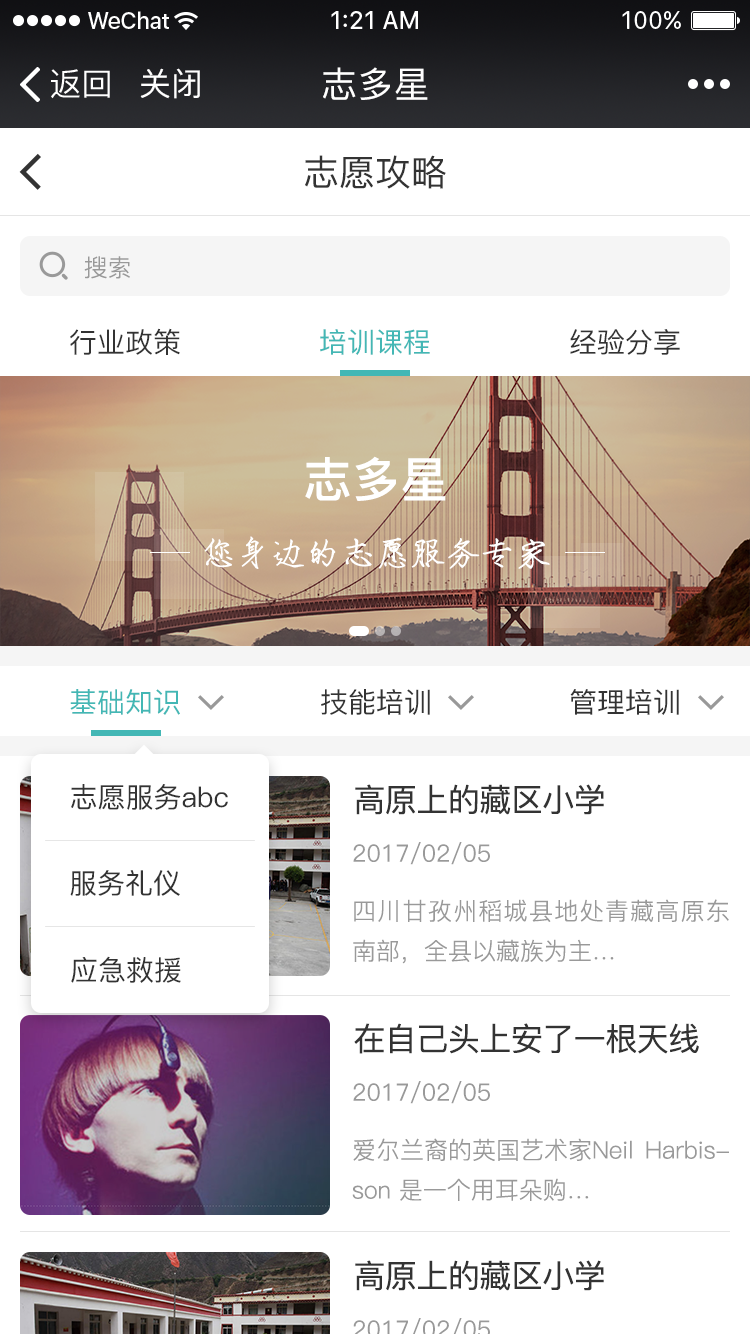 WeChat 1:21 AM 100%
返回 关闭 志多星
志愿攻略
搜索
行业政策 培训课程 经验分享
志多星
您身边的志愿服务专家
基础知识 技能培训 管理培训
志愿服务abc
服务礼仪
应急救援
高原上的藏区小学
2017/02/05
四川甘孜州稻城县地处青藏高原东
南部，全县以藏族为主...
在自己头上安了一根天线
2017/02/05
爱尔兰裔的英国艺术家Neil Harbis-
son 是一个用耳朵购...
高原上的藏区小学
2017/02/05